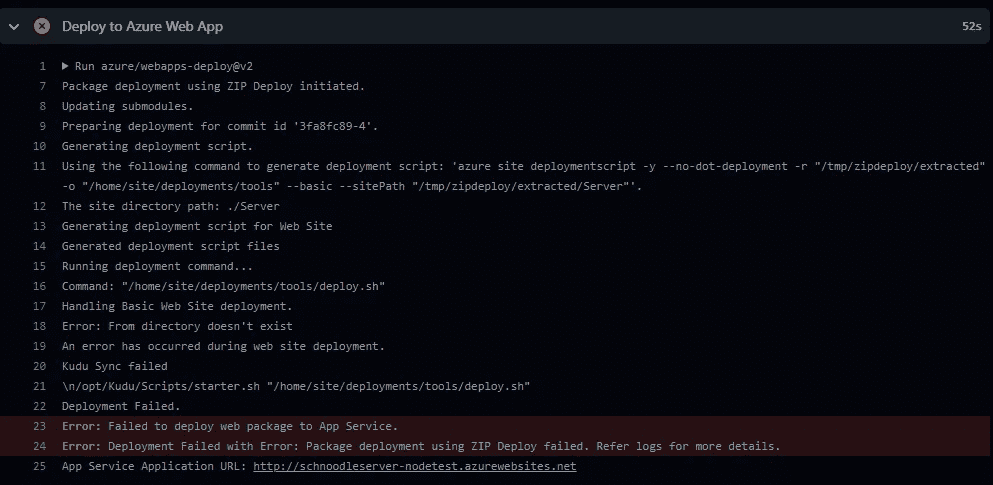 Deploy to Azure Web App 52s
1 Run azure/webapps-deploy@v2
7 Package deployment using ZIP Deploy initiated.
8 Updating submodules.
9 Preparing deployment for commit id '3fa8fc89-4'.
10 Generating deployment script.
11 Using the following command to generate deployment script: 'azure site deploymentscript -y --no-dot-deployment -r "/tmp/zipdeploy/extracted"
-o "/home/site/deployments/tools" --basic --sitePath "/tmp/zipdeploy/extracted/Server"'.
12 The site directory path: ./Server
13 Generating deployment script for Web Site
14 Generated deployment script files
15 Running deployment command...
16 Command: "/home/site/deployments/tools/deploy.sh"
17 Handling Basic Web Site deployment.
18 Error: From directory doesn't exist
19 An error has occurred during web site deployment.
20 Kudu Sync failed
21 \n/opt/Kudu/Scripts/starter.sh "/home/site/deployments/tools/deploy.sh"
22 Deployment Failed.
23 Error: Failed to deploy web package to App Service.
24 Error: Deployment Failed with Error: Package deployment using ZIP Deploy failed. Refer logs for more details.
25 App Service Application URL: http://schnoodleserver-nodetest.azurewebsites.net